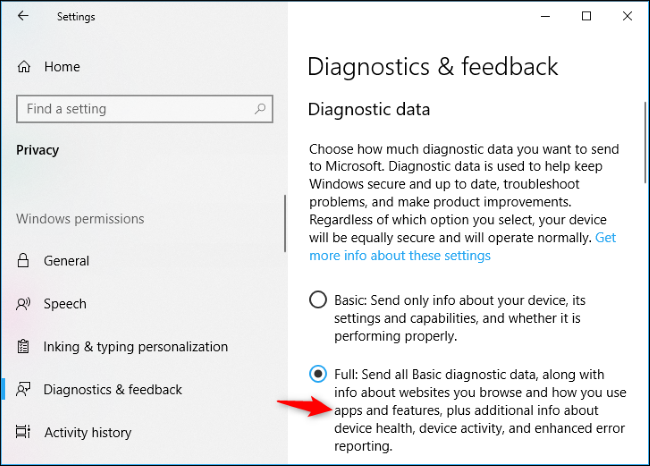 Settings
Home
Find a setting
Privacy
Windows permissions
General
Speech
Inking & typing personalization
Diagnostics & feedback
Activity history
Diagnostics & feedback
Diagnostic data
Choose how much diagnostic data you want to send
to Microsoft. Diagnostic data is used to help keep
Windows secure and up to date, troubleshoot
problems, and make product improvements.
Regardless of which option you select, your device
will be equally secure and will operate normally. Get
more info about these settings
Basic: Send only info about your device, its
settings and capabilities, and whether it is
performing properly.
Full: Send all Basic diagnostic data, along with
info about websites you browse and how you use
apps and features, plus additional info about
device health, device activity, and enhanced error
reporting.